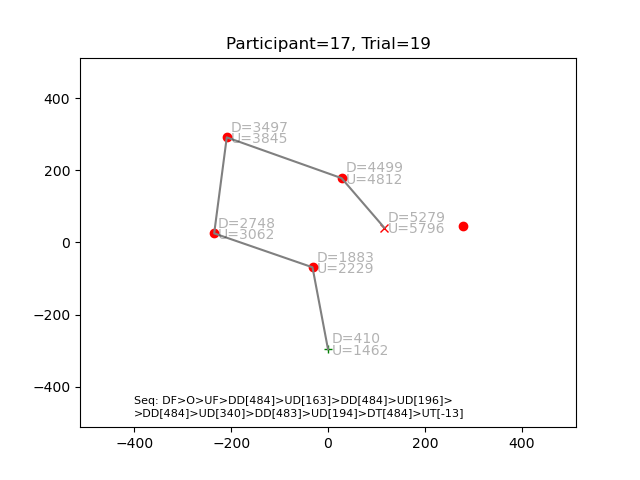 Participant=17, Trial=19
400
200
0
−200
−400
D=3497
U=3845
D=4499
U=4812
D=5279
U=5796
D=2748
U=3062
D=1883
U=2229
D=410
U=1462
Seq: DF>O>UF>DD[484]>UD[163]>DD[484]>UD[196]>
>DD[484]>UD[340]>DD[483]>UD[194]>DT[484]>UT[-13]
−400 −200 0 200 400